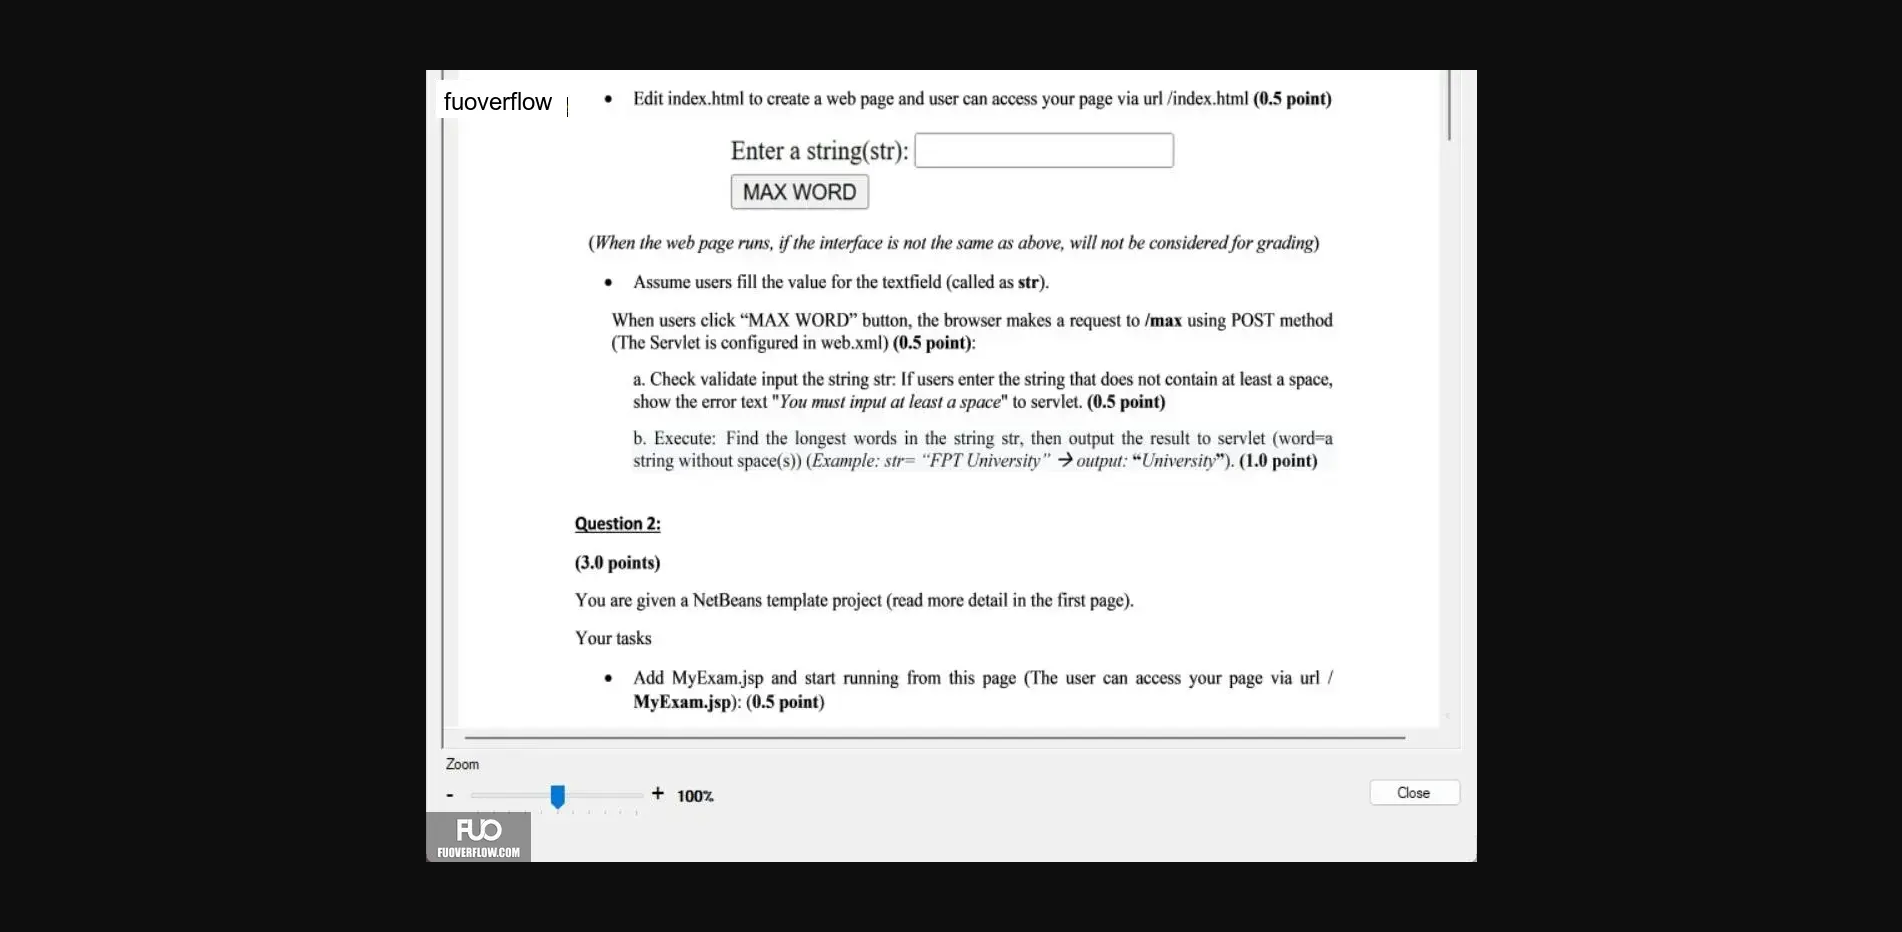 fuoverflow
• Edit index.html to create a web page and user can access your page via url /index.html (0.5 point)
Enter a string(str):
MAX WORD
(When the web page runs, if the interface is not the same as above, will not be considered for grading)
• Assume users fill the value for the textfield (called as str).
When users click “MAX WORD” button, the browser makes a request to /max using POST method
(The Servlet is configured in web.xml) (0.5 point):
a. Check validate input the string str: If users enter the string that does not contain at least a space,
show the error text "You must input at least a space" to servlet. (0.5 point)
b. Execute: Find the longest words in the string str, then output the result to servlet (word=a
string without space(s)) (Example: str= “FPT University” → output: “University”). (1.0 point)
Question 2:
(3.0 points)
You are given a NetBeans template project (read more detail in the first page).
Your tasks
• Add MyExam.jsp and start running from this page (The user can access your page via url /
MyExam.jsp): (0.5 point)
Zoom
- + 100%
Close
FUO
FUOVERFLOW.COM